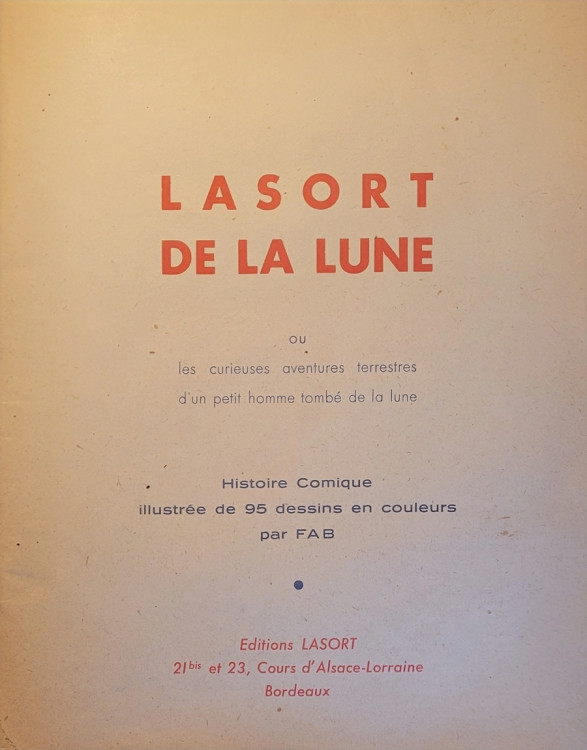 LASORT
DE LA LUNE
ou
les curieuses aventures terrestres
d'un petit homme tombé de la lune
Histoire Comique
illustrée de 95 dessins en couleurs
par FAB
Editions LASORT
21bis et 23, Cours d'Alsace-Lorraine
Bordeaux